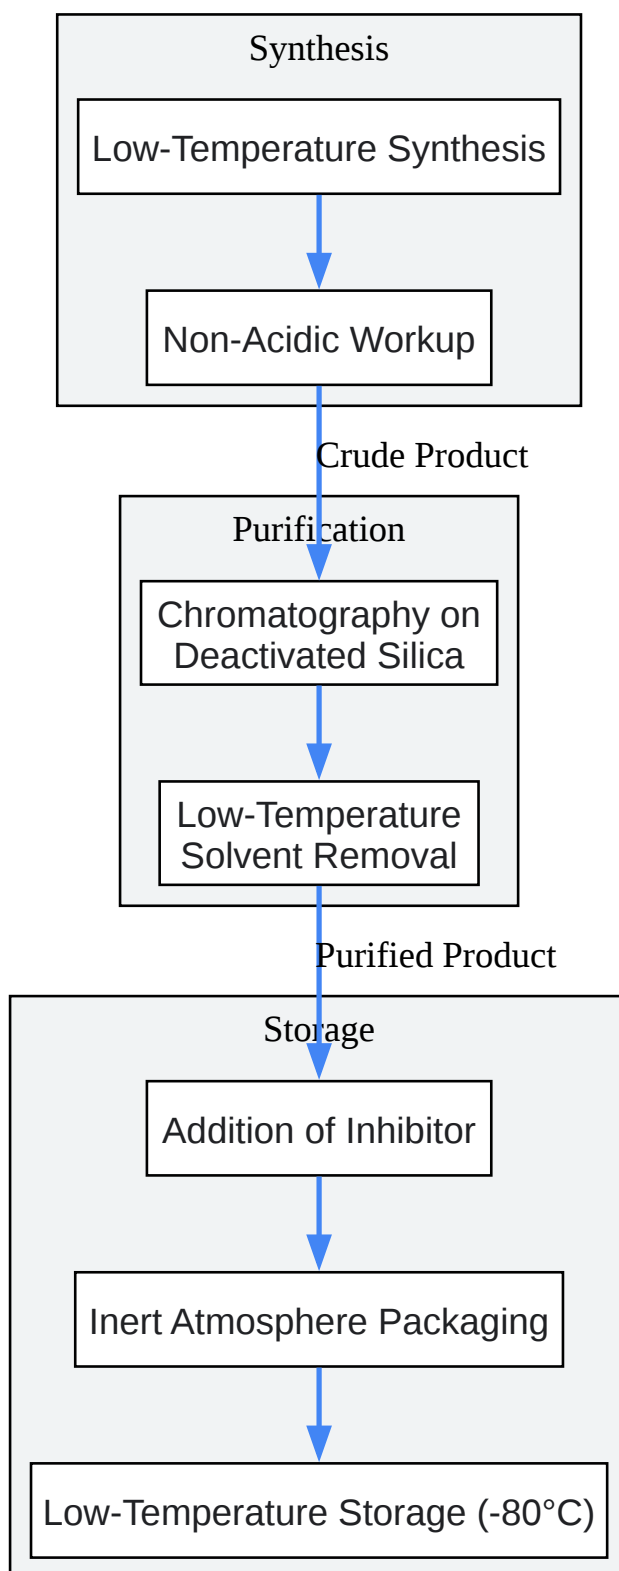 Synthesis
Low-Temperature Synthesis
Non-Acidic Workup
Crude Product
Purification
Chromatography on
Deactivated Silica
Low-Temperature
Solvent Removal
Purified Product
Storage
Addition of Inhibitor
Inert Atmosphere Packaging
Low-Temperature Storage (-80°C)